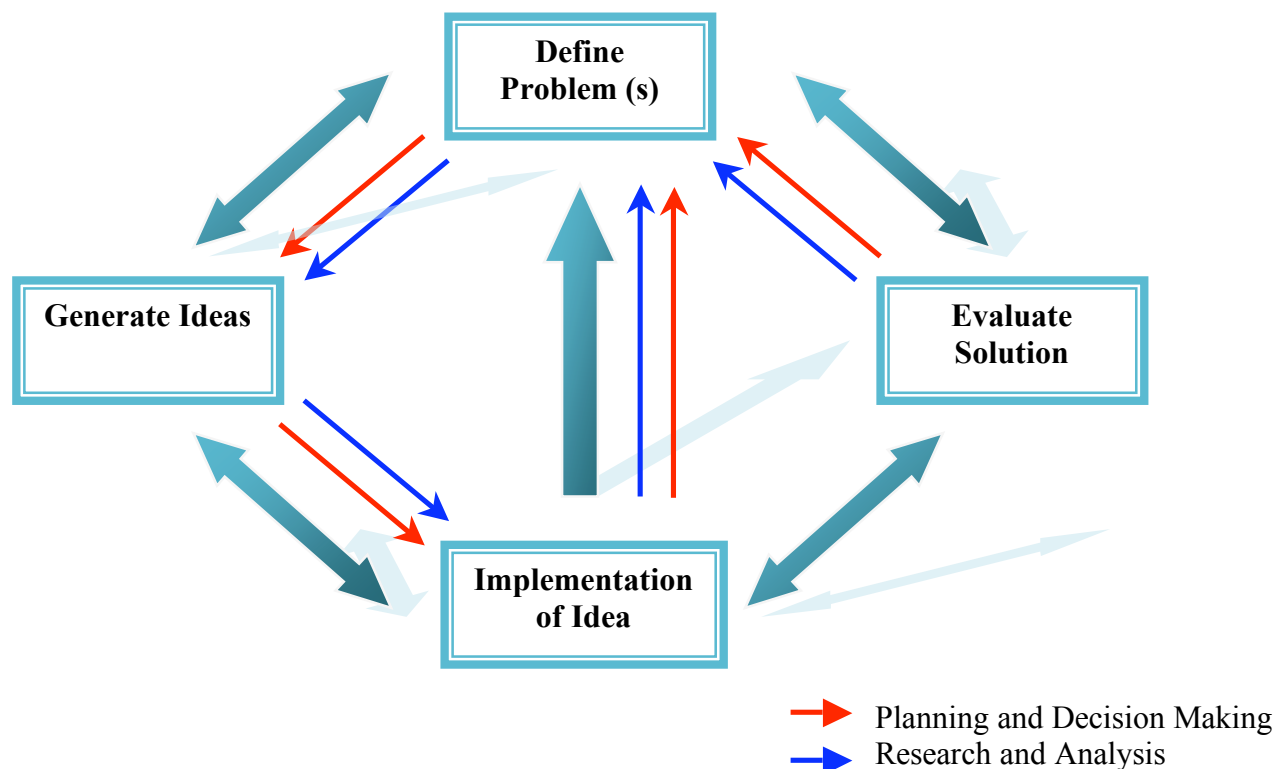 Define
Problem (s)
Generate Ideas
Evaluate
Solution
Implementation
of Idea
Planning and Decision Making
Research and Analysis